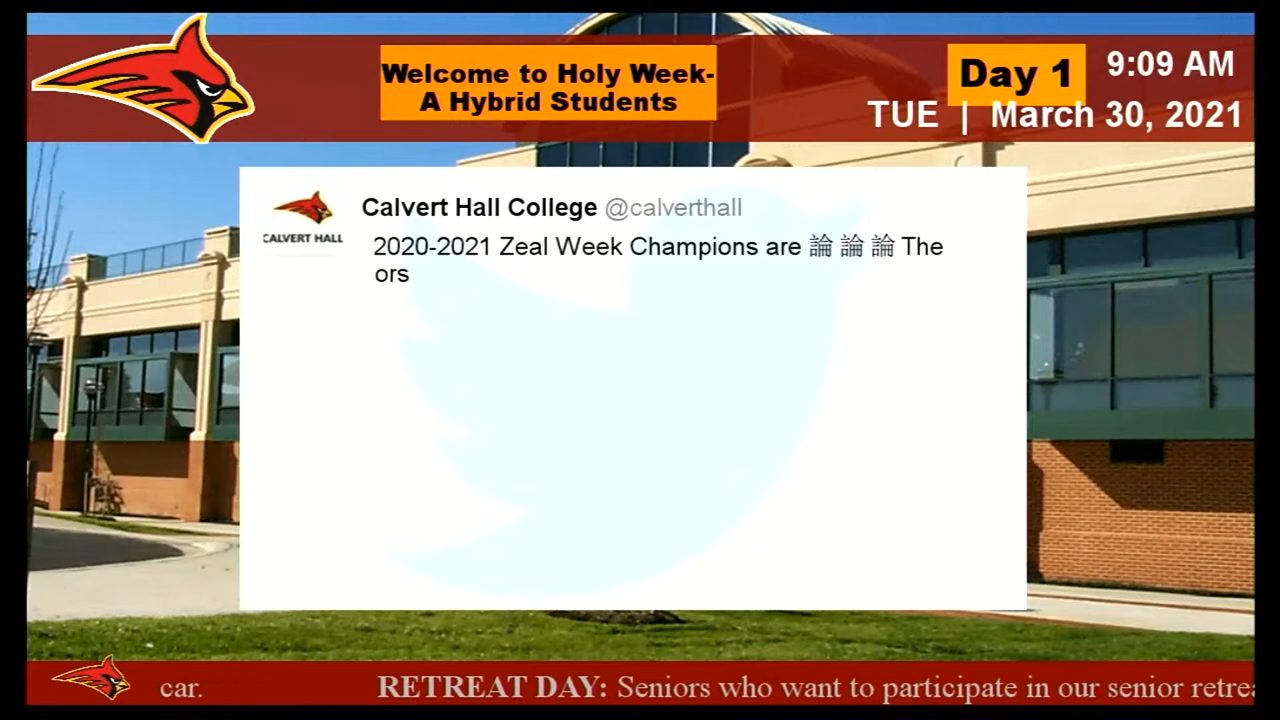 Welcome to Holy Week-
A Hybrid Students
Day 1
9:09 AM
TUE | March 30, 2021
CALVERT HALL
Calvert Hall College @calverthall
2020-2021 Zeal Week Champions are 論 論 論 The
ors
car. RETREAT DAY: Seniors who want to participate in our senior retrea